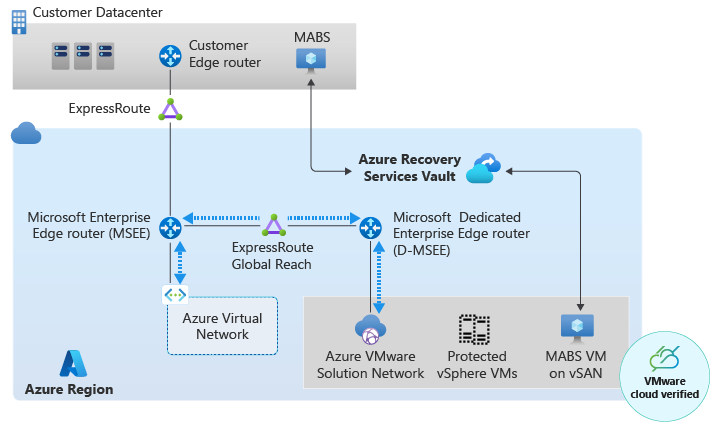 Customer Datacenter
Customer
Edge router
MABS
ExpressRoute
Azure Recovery
Services Vault
Microsoft Enterprise
Edge router (MSEE)
ExpressRoute
Global Reach
Microsoft Dedicated
Enterprise Edge router
(D-MSEE)
Azure Virtual
Network
Azure VMware
Solution Network
Protected
vSphere VMs
MABS VM
on vSAN
Azure Region
VMware
cloud verified